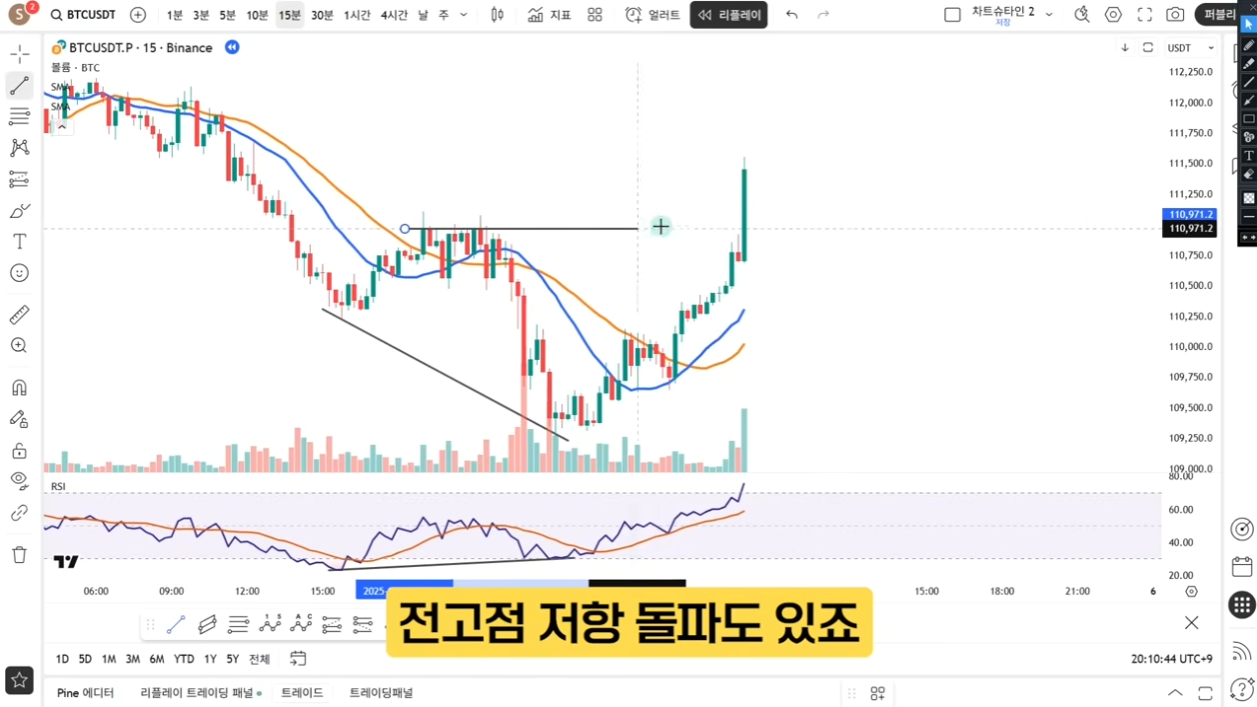 S 2 BTCUSDT 1분 3분 5분 10분 15분 30분 1시간 4시간 날 주 지표 얼러트 리플레이 차트슈타인 2 퍼블리
저장
BTCUSDT.P · 15 · Binance
USDT
볼륨 · BTC
SMA
SMA
112,250.0
112,000.0
111,750.0
111,500.0
111,250.0
110,971.2
110,971.2
110,750.0
110,500.0
110,250.0
110,000.0
109,750.0
109,500.0
109,250.0
109,000.0
RSI
80.00
60.00
40.00
20.00
06:00 09:00 12:00 15:00 2025- 15:00 18:00 21:00 6
전고점 저항 돌파도 있죠
1D 5D 1M 3M 6M YTD 1Y 5Y 전체
20:10:44 UTC+9
Pine 에디터 리플레이 트레이딩 패널 트레이드 트레이딩패널